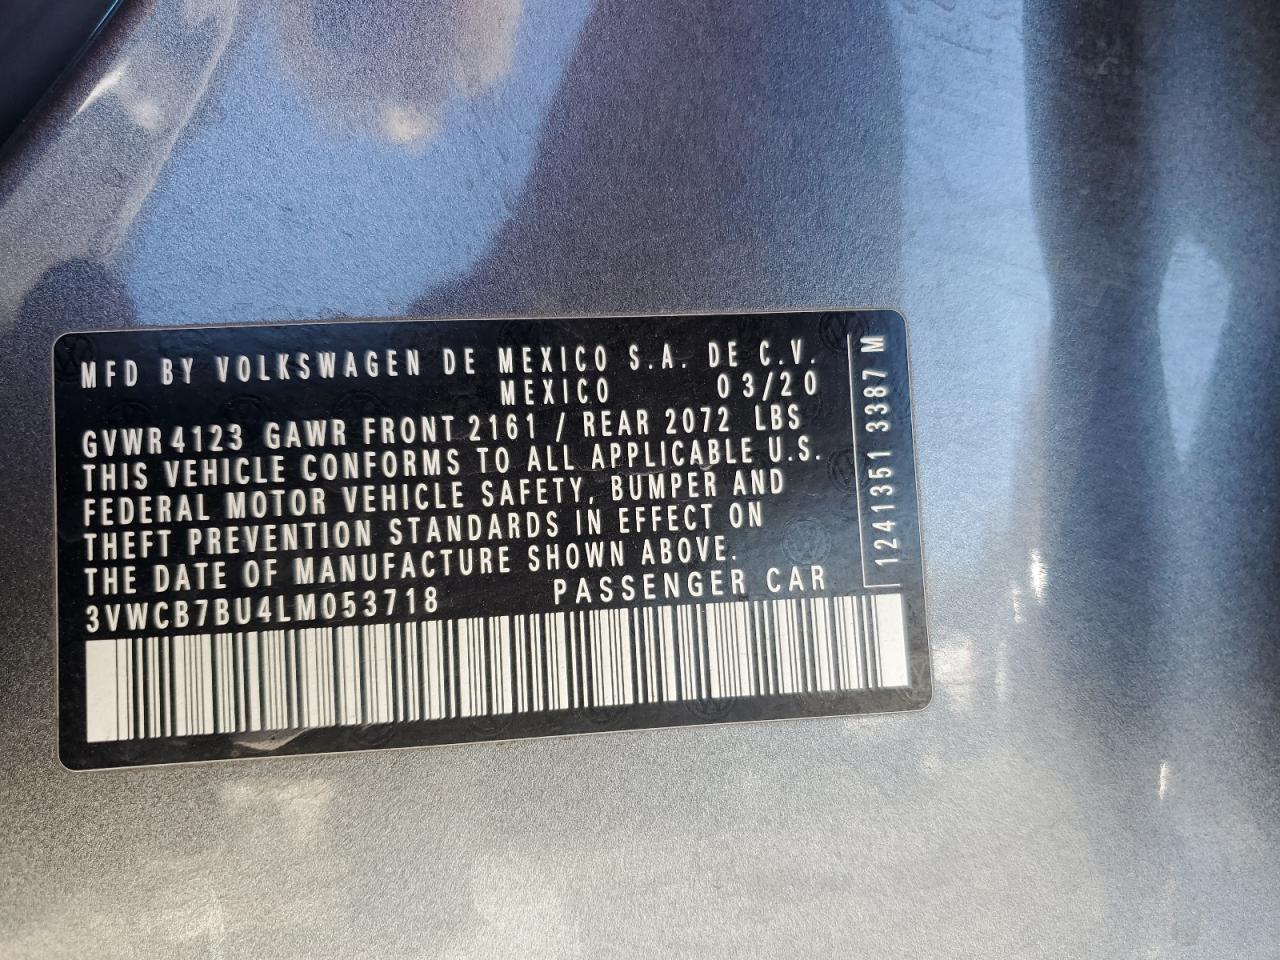 MFD BY VOLKSWAGEN DE MEXICO S.A. DE C.V.
MEXICO 03/20
GVWR 4123 GAWR FRONT 2161 / REAR 2072 LBS
THIS VEHICLE CONFORMS TO ALL APPLICABLE U.S.
FEDERAL MOTOR VEHICLE SAFETY, BUMPER AND
THEFT PREVENTION STANDARDS IN EFFECT ON
THE DATE OF MANUFACTURE SHOWN ABOVE.
3VWCB7BU4LM053718 PASSENGER CAR
1241351 3387 M